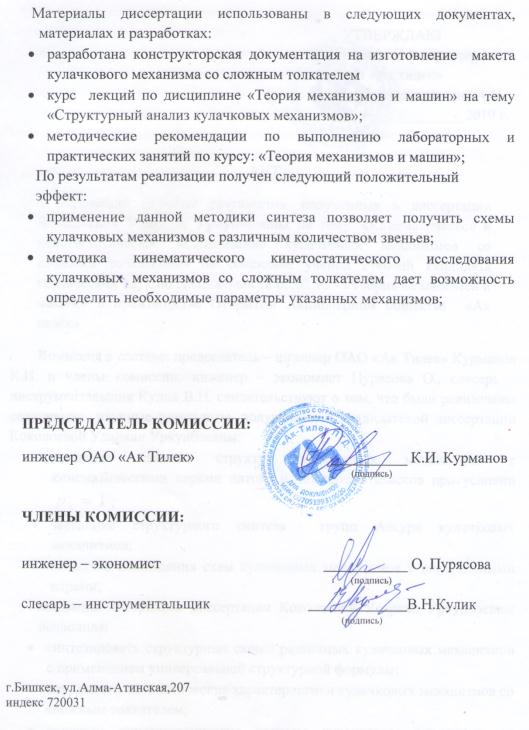 Материалы диссертации использованы в следующих документах,
материалах и разработках:
• разработана конструкторская документация на изготовление макета
кулачкового механизма со сложным толкателем
• курс лекций по дисциплине «Теория механизмов и машин» на тему
«Структурный анализ кулачковых механизмов»;
• методические рекомендации по выполнению лабораторных и
практических занятий по курсу: «Теория механизмов и машин»;
По результатам реализации получен следующий положительный
эффект:
• применение данной методики синтеза позволяет получить схемы
кулачковых механизмов с различным количеством звеньев;
• методика кинематического кинетостатического исследования
кулачковых механизмов со сложным толкателем дает возможность
определить необходимые параметры указанных механизмов;
ПРЕДСЕДАТЕЛЬ КОМИССИИ:
инженер ОАО «Ак Тилек» К.И. Курманов
(подпись)
«Ак-Тилек
Для документов
ЧЛЕНЫ КОМИССИИ:
инженер – экономист О. Пурясова
(подпись)
слесарь – инструментальщик В.Н.Кулик
(подпись)
г.Бишкек, ул.Алма-Атинская,207
индекс 720031